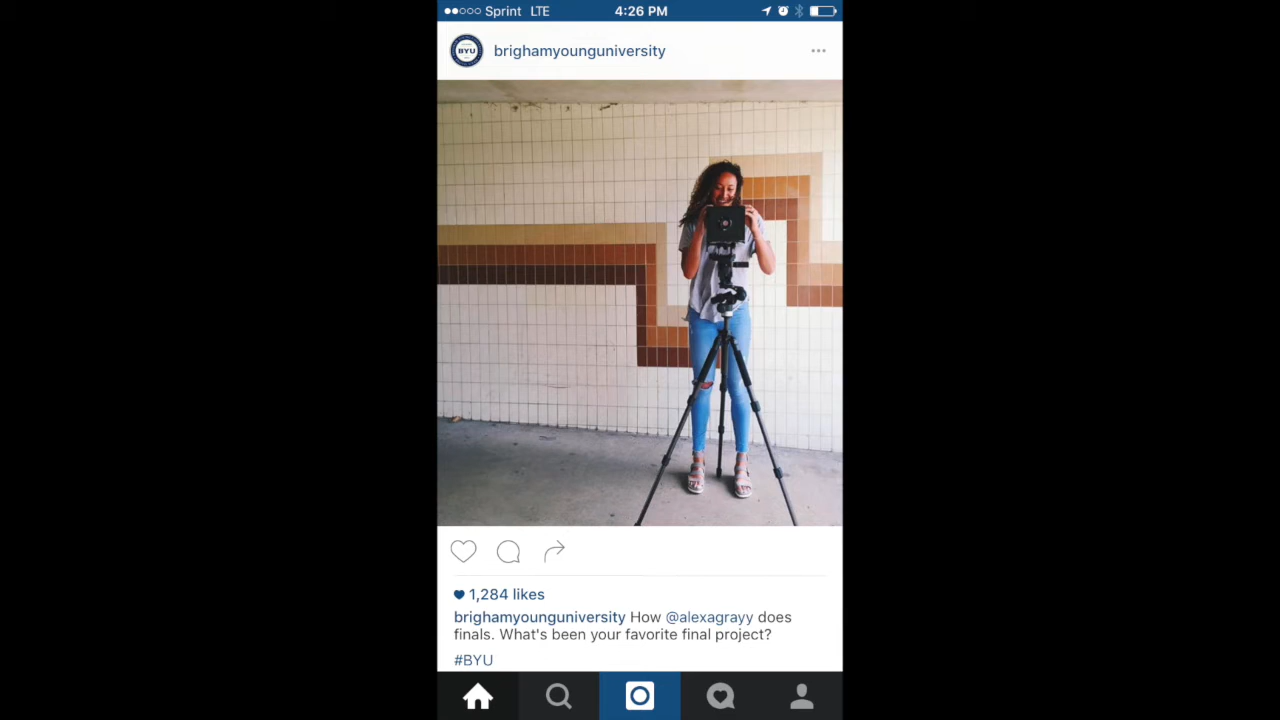 Sprint LTE 4:26 PM
BYU
brighamyounguniversity
1,284 likes
brighamyounguniversity How @alexagrayy does
finals. What's been your favorite final project?
#BYU